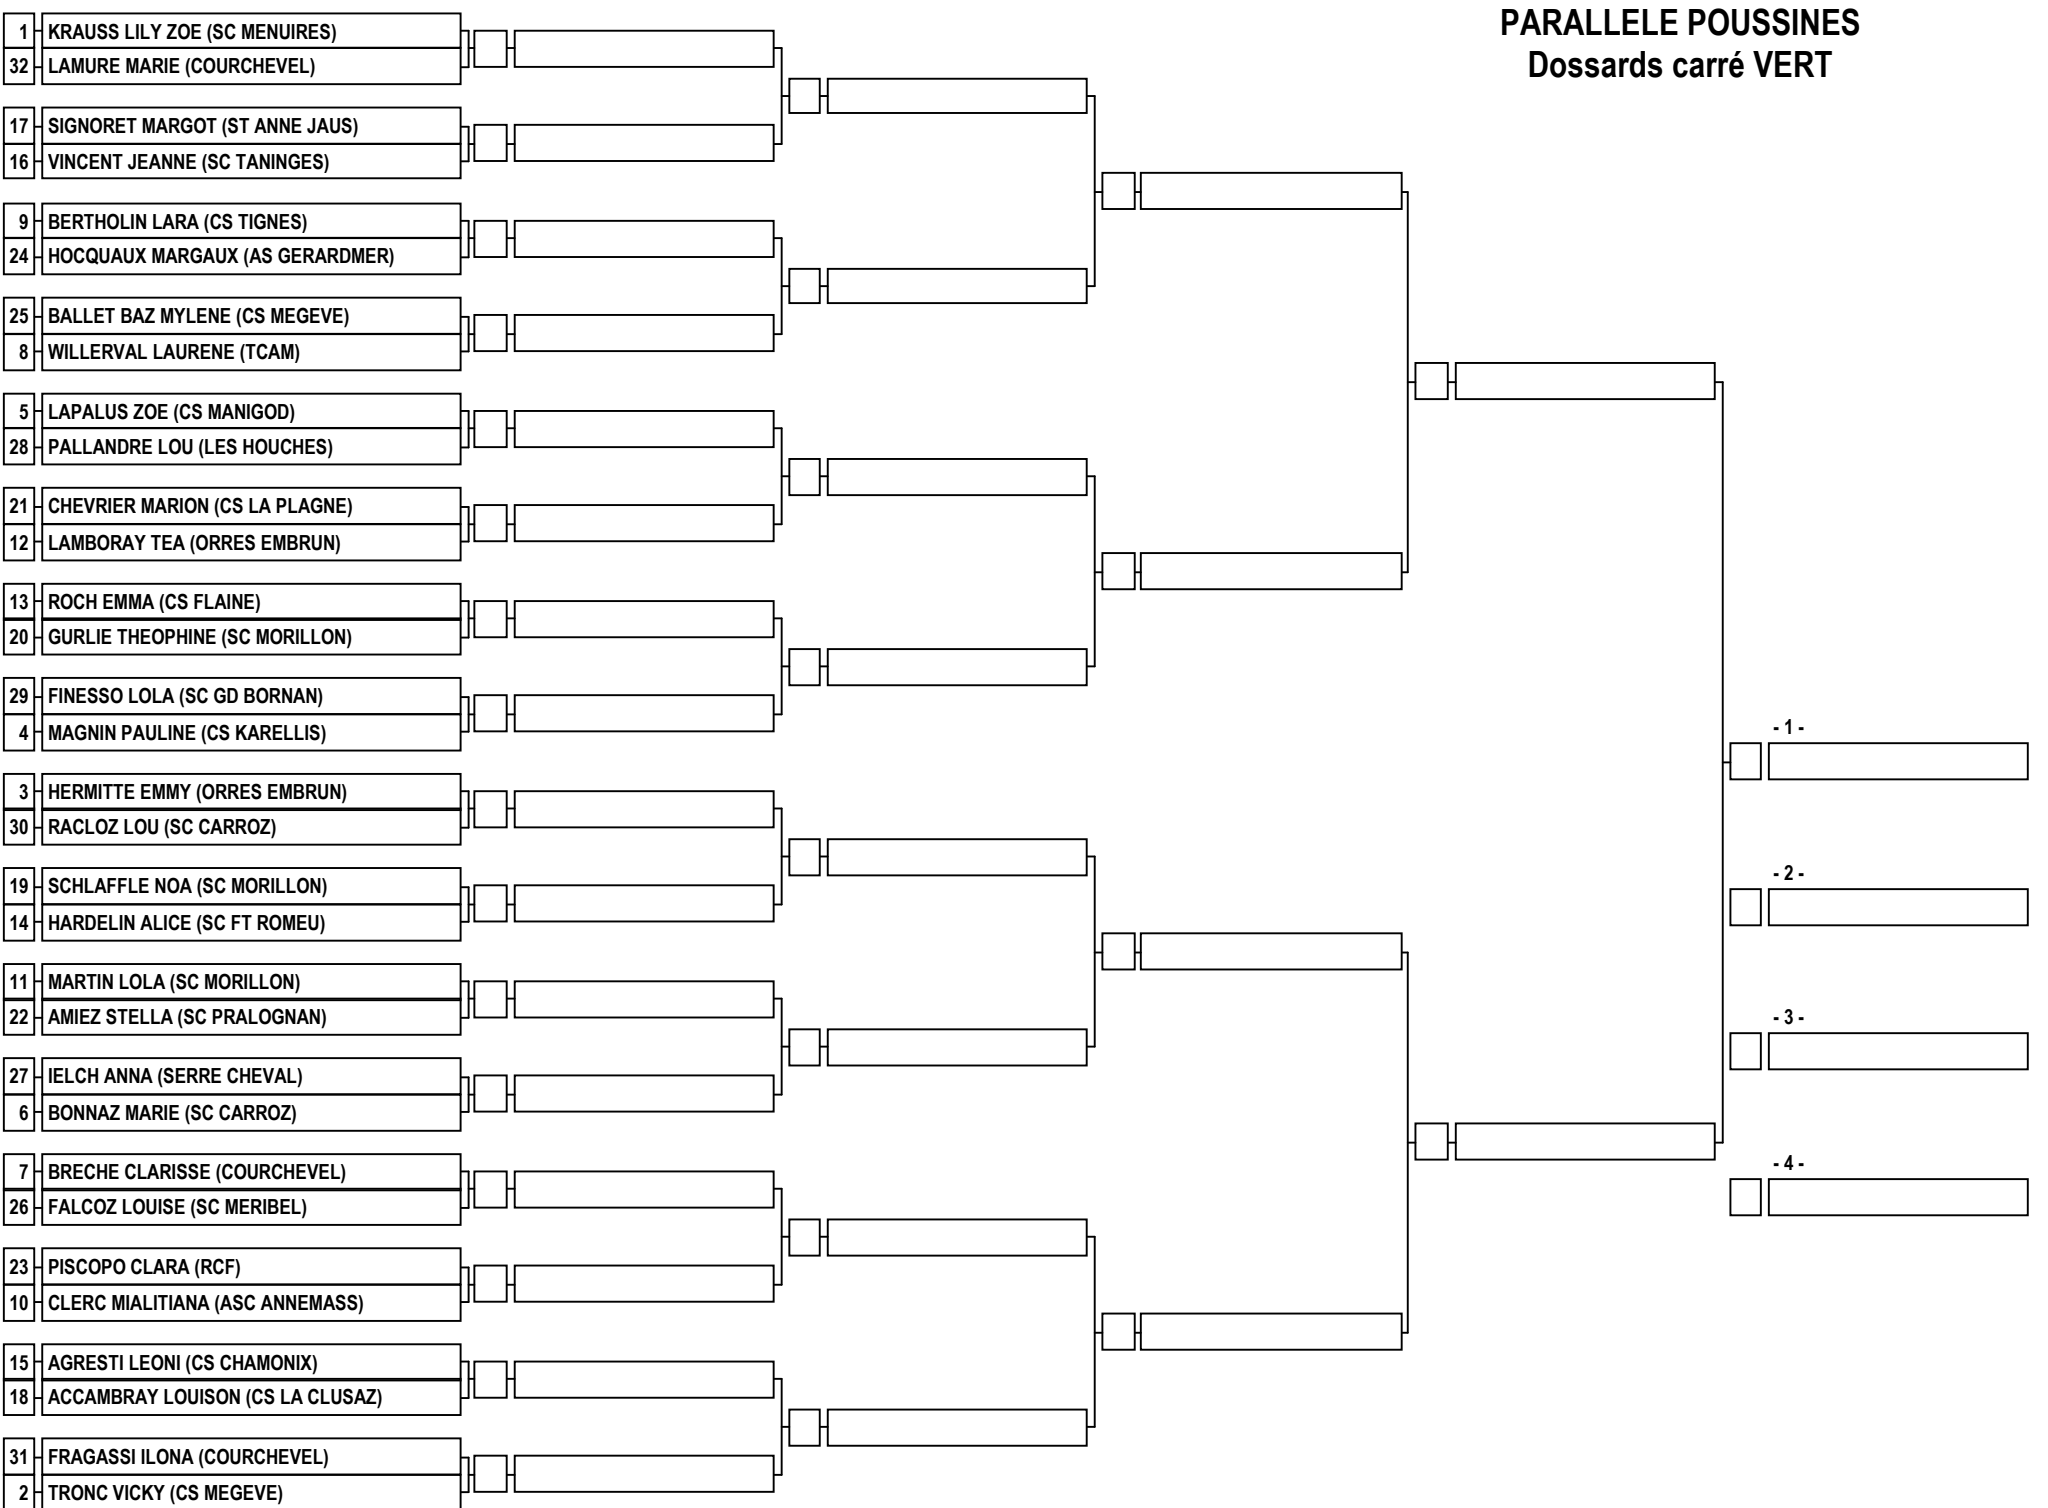 PARALLELE POUSSINES
Dossards carré VERT
1 KRAUSS LILY ZOE (SC MENUIRES)
32 LAMURE MARIE (COURCHEVEL)
17 SIGNORET MARGOT (ST ANNE JAUS)
16 VINCENT JEANNE (SC TANINGES)
9 BERTHOLIN LARA (CS TIGNES)
24 HOCQUAUX MARGAUX (AS GERARDMER)
25 BALLET BAZ MYLENE (CS MEGEVE)
8 WILLERVAL LAURENE (TCAM)
5 LAPALUS ZOE (CS MANIGOD)
28 PALLANDRE LOU (LES HOUCHES)
21 CHEVRIER MARION (CS LA PLAGNE)
12 LAMBORAY TEA (ORRES EMBRUN)
13 ROCH EMMA (CS FLAINE)
20 GURLIE THEOPHINE (SC MORILLON)
29 FINESSO LOLA (SC GD BORNAN)
4 MAGNIN PAULINE (CS KARELLIS)
3 HERMITTE EMMY (ORRES EMBRUN)
30 RACLOZ LOU (SC CARROZ)
19 SCHLAFFLE NOA (SC MORILLON)
14 HARDELIN ALICE (SC FT ROMEU)
11 MARTIN LOLA (SC MORILLON)
22 AMIEZ STELLA (SC PRALOGNAN)
27 IELCH ANNA (SERRE CHEVAL)
6 BONNAZ MARIE (SC CARROZ)
7 BRECHE CLARISSE (COURCHEVEL)
26 FALCOZ LOUISE (SC MERIBEL)
23 PISCOPO CLARA (RCF)
10 CLERC MIALITIANA (ASC ANNEMASS)
15 AGRESTI LEONI (CS CHAMONIX)
18 ACCAMBRAY LOUISON (CS LA CLUSAZ)
31 FRAGASSI ILONA (COURCHEVEL)
2 TRONC VICKY (CS MEGEVE)
- 1 -
- 2 -
- 3 -
- 4 -